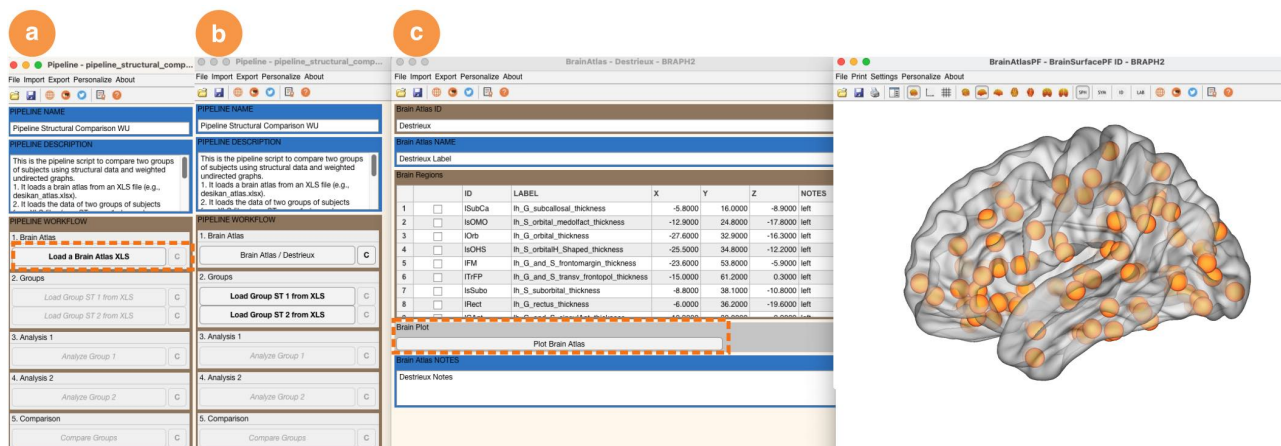 a
b
c
Pipeline - pipeline_structural_comp...
File Import Export Personalize About
PIPELINE NAME
Pipeline Structural Comparison WU
PIPELINE DESCRIPTION
This is the pipeline script to compare two groups
of subjects using structural data and weighted
undirected graphs.
1. It loads a brain atlas from an XLS file (e.g.,
desikan_atlas.xlsx).
2. It loads the data of two groups of subjects
PIPELINE WORKFLOW
1. Brain Atlas
Load a Brain Atlas XLS
C
2. Groups
Load Group ST 1 from XLS
C
Load Group ST 2 from XLS
C
3. Analysis 1
Analyze Group 1
C
4. Analysis 2
Analyze Group 2
C
5. Comparison
Compare Groups
C
Pipeline - pipeline_structural_comp...
File Import Export Personalize About
PIPELINE NAME
Pipeline Structural Comparison WU
PIPELINE DESCRIPTION
This is the pipeline script to compare two groups
of subjects using structural data and weighted
undirected graphs.
1. It loads a brain atlas from an XLS file (e.g.,
desikan_atlas.xlsx).
2. It loads the data of two groups of subjects
PIPELINE WORKFLOW
1. Brain Atlas
Brain Atlas / Destrieux
C
2. Groups
Load Group ST 1 from XLS
C
Load Group ST 2 from XLS
C
3. Analysis 1
Analyze Group 1
C
4. Analysis 2
Analyze Group 2
C
5. Comparison
Compare Groups
C
BrainAtlas - Destrieux - BRAPH2
File Import Export Personalize About
Brain Atlas ID
Destrieux
Brain Atlas NAME
Destrieux Label
Brain Regions
ID LABEL X Y Z NOTES
1 lSubCa lh_G_subcallosal_thickness -5.8000 16.0000 -8.9000 left
2 lsOMO lh_S_orbital_medolfact_thickness -12.9000 24.8000 -17.8000 left
3 lOrb lh_G_orbital_thickness -27.6000 32.9000 -16.3000 left
4 lsOHS lh_S_orbitalH_Shaped_thickness -25.5000 34.8000 -12.2000 left
5 lFM lh_G_and_S_frontomargin_thickness -23.6000 53.8000 -5.9000 left
6 lTrFP lh_G_and_S_transv_frontopol_thickness -15.0000 61.2000 0.3000 left
7 lsSubo lh_S_suborbital_thickness -8.8000 38.1000 -10.8000 left
8 lRect lh_G_rectus_thickness -6.0000 36.2000 -19.6000 left
Brain Plot
Plot Brain Atlas
Brain Atlas NOTES
Destrieux Notes
BrainAtlasPF - BrainSurfacePF ID - BRAPH2
File Print Settings Personalize About
SPH SYM ID LAB